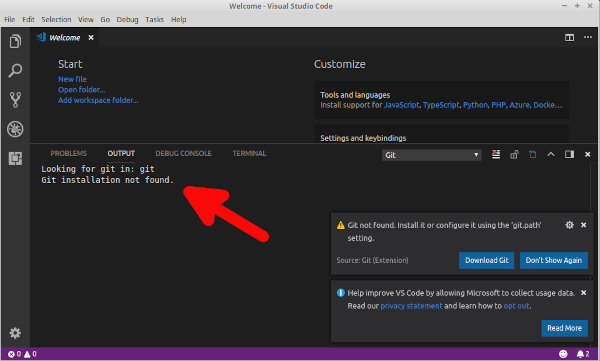 Welcome - Visual Studio Code
File Edit Selection View Go Debug Tasks Help
Welcome
Start
New file
Open folder...
Add workspace folder...
Customize
Tools and languages
Install support for JavaScript, TypeScript, Python, PHP, Azure, Docke...
Settings and keybindings
PROBLEMS OUTPUT DEBUG CONSOLE TERMINAL
Git
Looking for git in: git
Git installation not found.
Git not found. Install it or configure it using the 'git.path'
setting.
Source: Git (Extension)
Download Git
Don't Show Again
Help improve VS Code by allowing Microsoft to collect usage data.
Read our privacy statement and learn how to opt out.
Read More
0 0
2